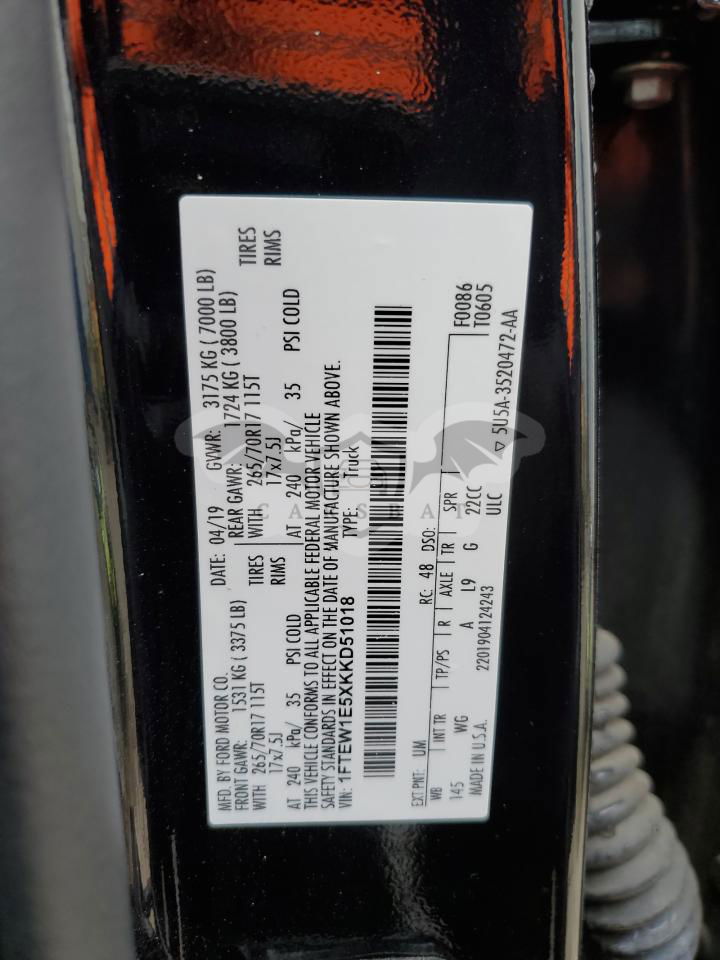 MFD. BY FORD MOTOR CO. DATE: 04/19 GVWR: 3175 KG ( 7000 LB)
FRONT GAWR: 1531 KG ( 3375 LB) REAR GAWR: 1724 KG ( 3800 LB)
WITH 265/70R17 115T TIRES WITH 265/70R17 115T TIRES
17x7.5J RIMS 17x7.5J RIMS
AT 240 kPa/ 35 PSI COLD AT 240 kPa/ 35 PSI COLD
THIS VEHICLE CONFORMS TO ALL APPLICABLE FEDERAL MOTOR VEHICLE
SAFETY STANDARDS IN EFFECT ON THE DATE OF MANUFACTURE SHOWN ABOVE.
VIN: 1FTEW1E5XKKD51018 TYPE: Truck
EXT PNT: UM RC: 48 DSO:
WB INT TR TP/PS R AXLE TR SPR F0086
145 WG A L9 G 22CC T0605
2201904124243 ULC
MADE IN U.S.A. ▽ 5U5A-3520472-AA
CARSBAT